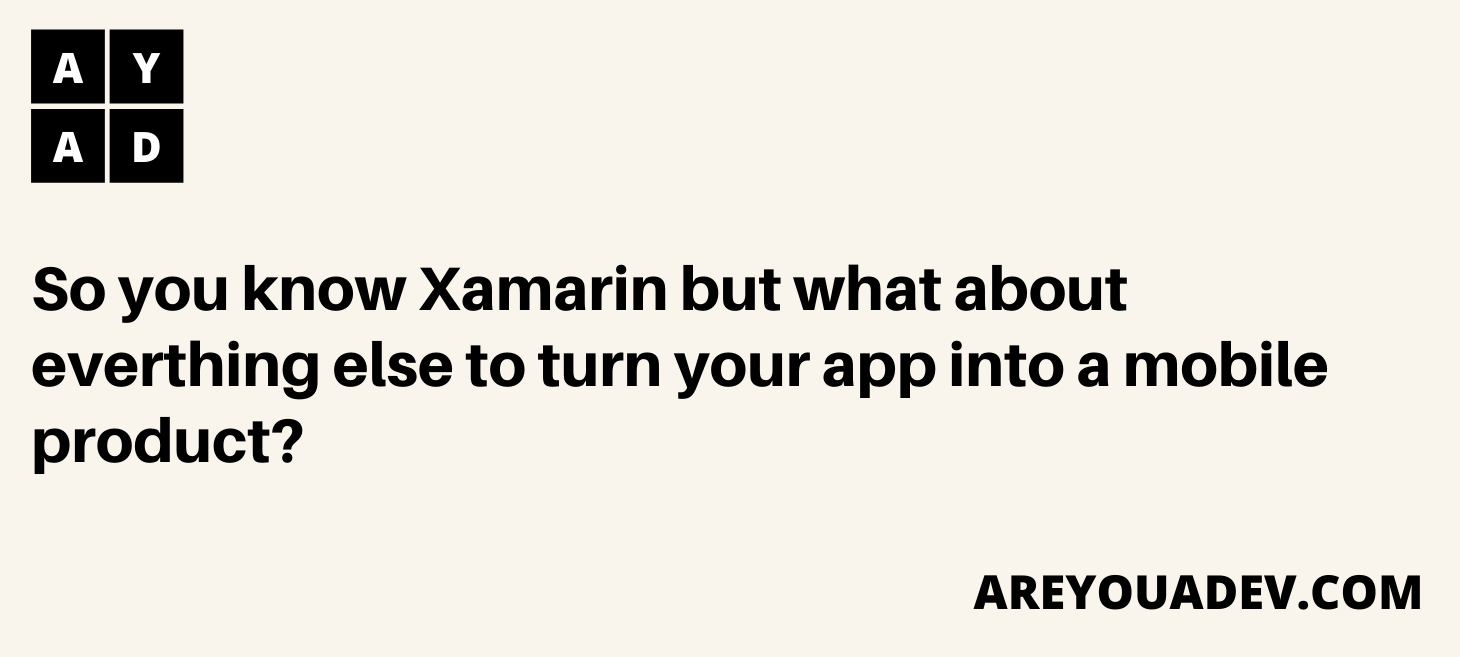 A Y
A D
So you know Xamarin but what about
everthing else to turn your app into a mobile
product?
AREYOUADEV.COM